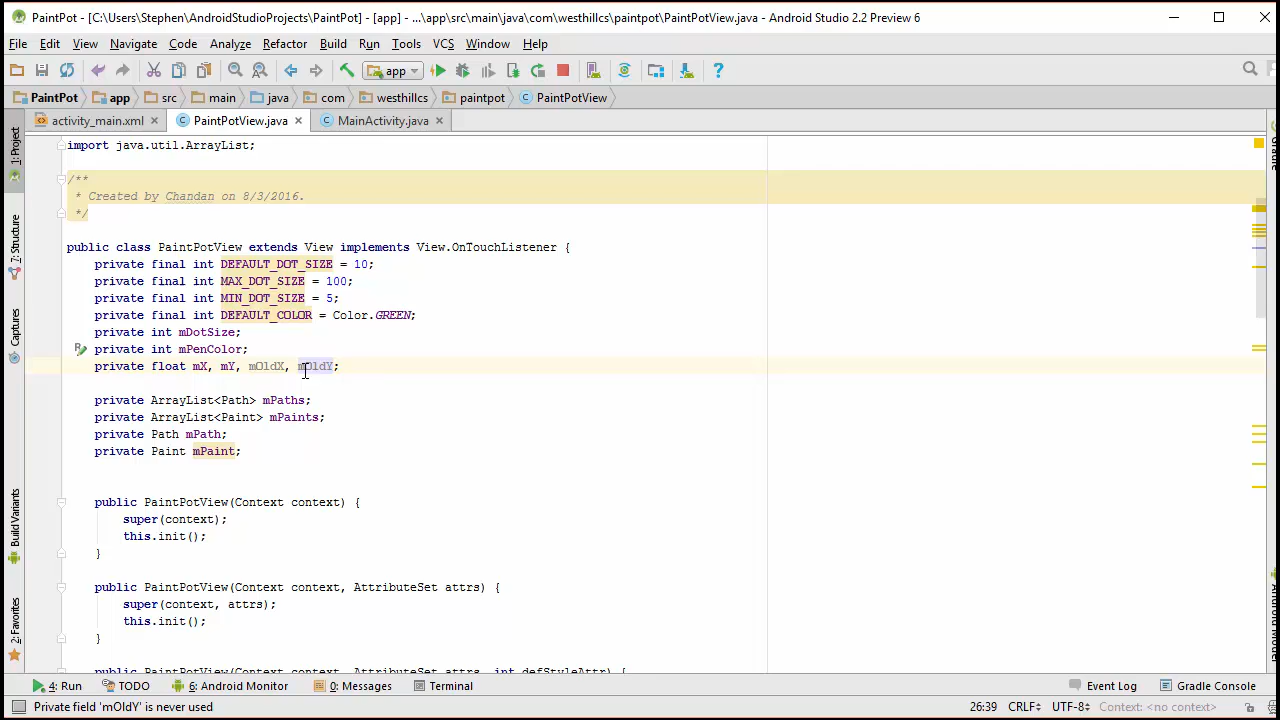 PaintPot - [C:\Users\Stephen\AndroidStudioProjects\PaintPot] - [app] - ...\app\src\main\java\com\westhillcs\paintpot\PaintPotView.java - Android Studio 2.2 Preview 6
File Edit View Navigate Code Analyze Refactor Build Run Tools VCS Window Help
app
PaintPot app src main java com westhillcs paintpot PaintPotView
activity_main.xml PaintPotView.java MainActivity.java
1: Project
7: Structure
Captures
Build Variants
2: Favorites
import java.util.ArrayList;
/**
* Created by Chandan on 8/3/2016.
*/
public class PaintPotView extends View implements View.OnTouchListener {
private final int DEFAULT_DOT_SIZE = 10;
private final int MAX_DOT_SIZE = 100;
private final int MIN_DOT_SIZE = 5;
private final int DEFAULT_COLOR = Color.GREEN;
private int mDotSize;
private int mPenColor;
private float mX, mY, mOldX, mOldY;
private ArrayList<Path> mPaths;
private ArrayList<Paint> mPaints;
private Path mPath;
private Paint mPaint;
public PaintPotView(Context context) {
super(context);
this.init();
}
public PaintPotView(Context context, AttributeSet attrs) {
super(context, attrs);
this.init();
}
public PaintPotView(Context context, AttributeSet attrs, int defStyleAttr) {
4: Run TODO 6: Android Monitor 0: Messages Terminal Event Log Gradle Console
Private field 'mOldY' is never used 26:39 CRLF UTF-8 Context: <no context>